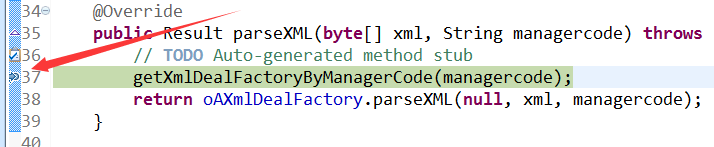 34 @Override
35 public Result parseXML(byte[] xml, String managercode) throws
36 // TODO Auto-generated method stub
37 getXmlDealFactoryByManagerCode(managercode);
38 return oAXmlDealFactory.parseXML(null, xml, managercode);
39 }
40